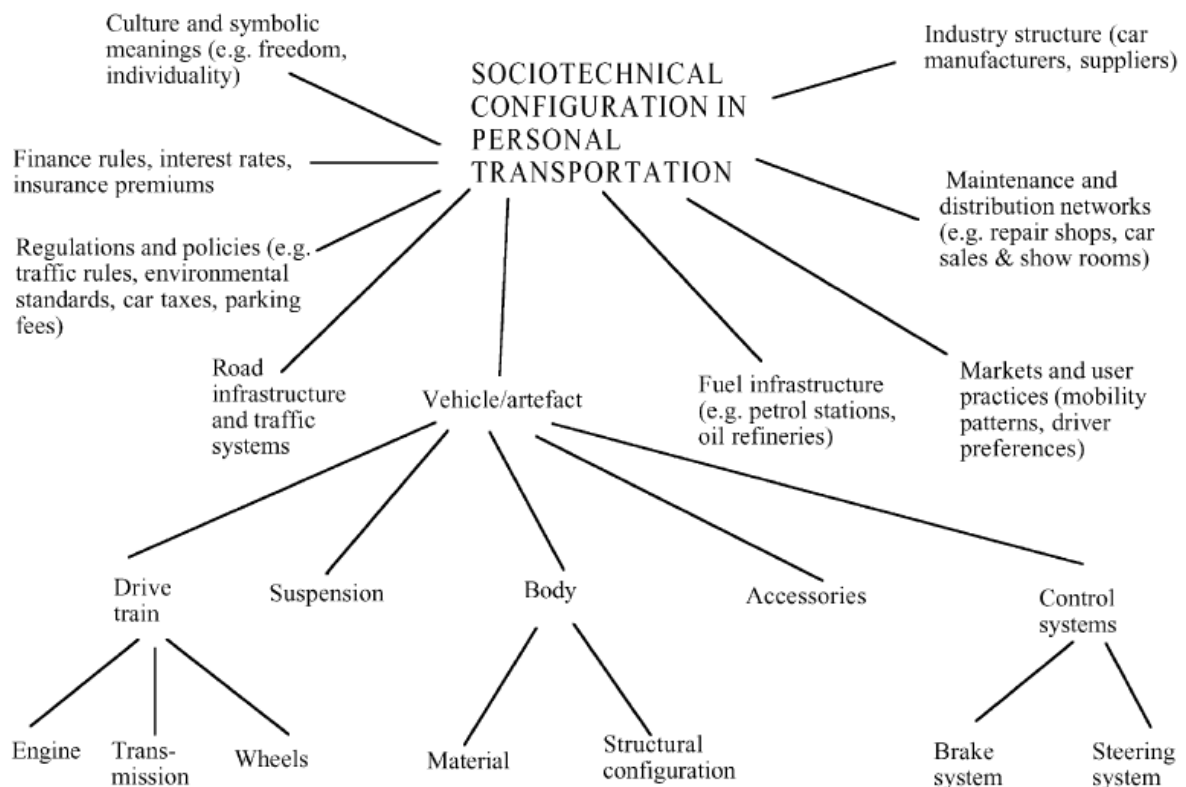 Culture and symbolic
meanings (e.g. freedom,
individuality)
SOCIOTECHNICAL
CONFIGURATION IN
PERSONAL
TRANSPORTATION
Industry structure (car
manufacturers, suppliers)
Finance rules, interest rates,
insurance premiums
Maintenance and
distribution networks
(e.g. repair shops, car
sales & show rooms)
Regulations and policies (e.g.
traffic rules, environmental
standards, car taxes, parking
fees)
Road
infrastructure
and traffic
systems
Vehicle/artefact
Fuel infrastructure
(e.g. petrol stations,
oil refineries)
Markets and user
practices (mobility
patterns, driver
preferences)
Drive
train
Suspension
Body
Accessories
Control
systems
Engine
Trans-
mission
Wheels
Material
Structural
configuration
Brake
system
Steering
system